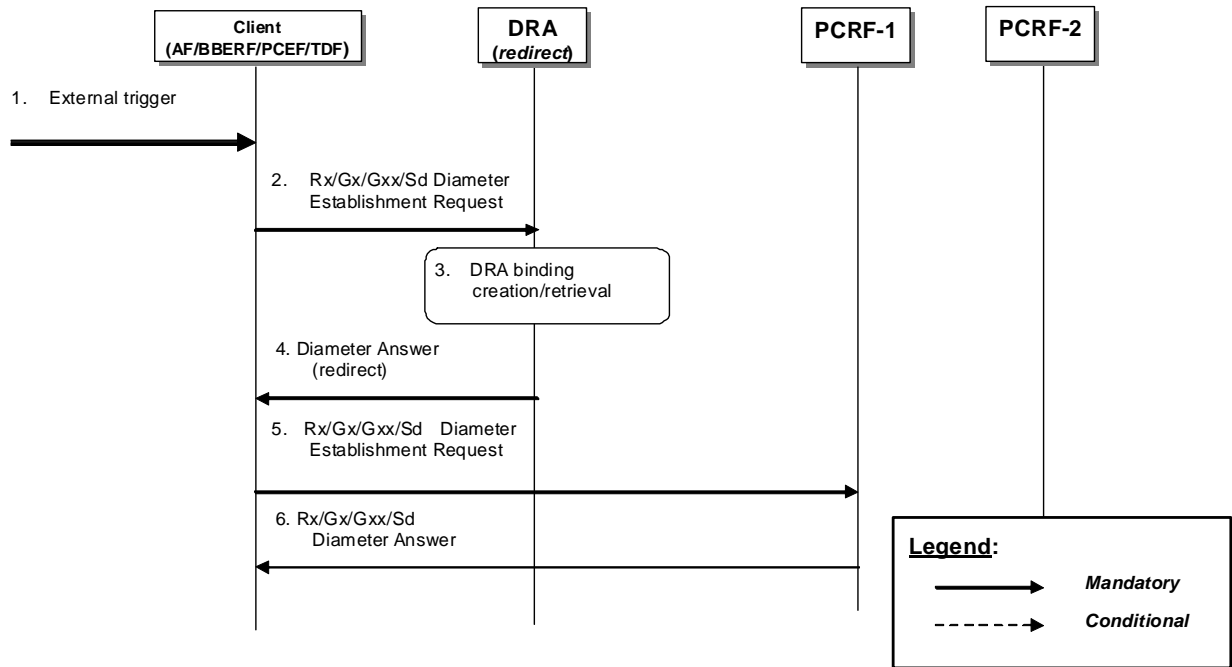 Client
(AF/BBERF/PCEF/TDF)
DRA
(redirect)
PCRF-1
PCRF-2
1. External trigger
2. Rx/Gx/Gxx/Sd Diameter
Establishment Request
3. DRA binding
creation/retrieval
4. Diameter Answer
(redirect)
5. Rx/Gx/Gxx/Sd Diameter
Establishment Request
6. Rx/Gx/Gxx/Sd
Diameter Answer
Legend:
Mandatory
Conditional